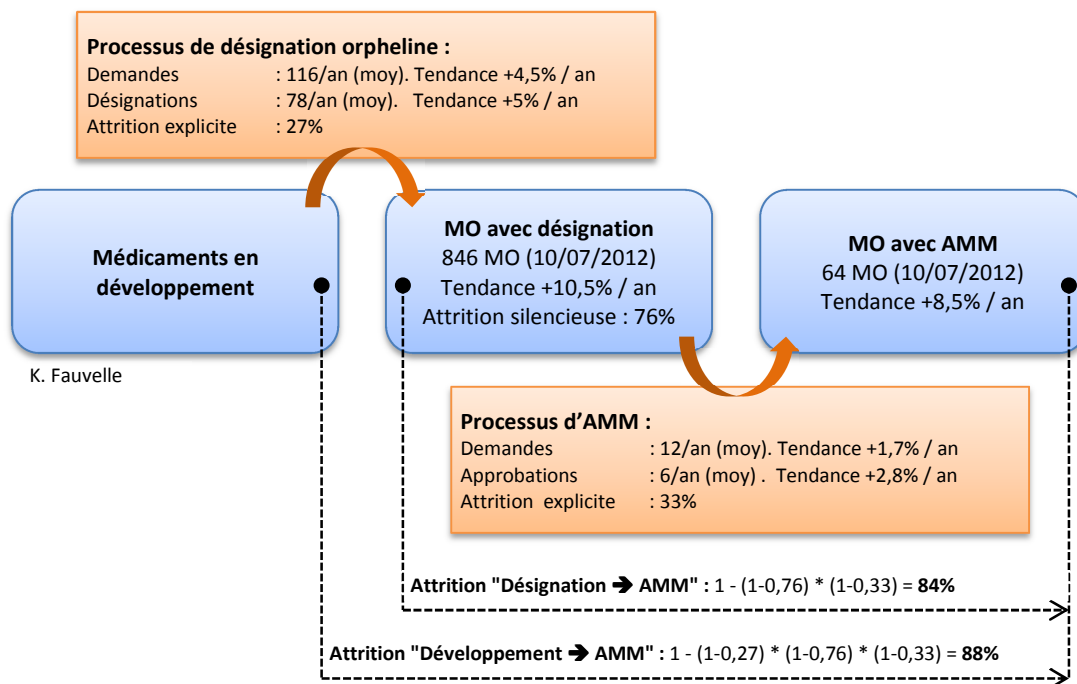 Processus de désignation orpheline :
Demandes : 116/an (moy). Tendance +4,5% / an
Désignations : 78/an (moy). Tendance +5% / an
Attrition explicite : 27%
Médicaments en
développement
MO avec désignation
846 MO (10/07/2012)
Tendance +10,5% / an
Attrition silencieuse : 76%
MO avec AMM
64 MO (10/07/2012)
Tendance +8,5% / an
K. Fauvelle
Processus d’AMM :
Demandes : 12/an (moy). Tendance +1,7% / an
Approbations : 6/an (moy) . Tendance +2,8% / an
Attrition explicite : 33%
Attrition "Désignation ➔ AMM" : 1 - (1-0,76) * (1-0,33) = 84%
Attrition "Développement ➔ AMM" : 1 - (1-0,27) * (1-0,76) * (1-0,33) = 88%